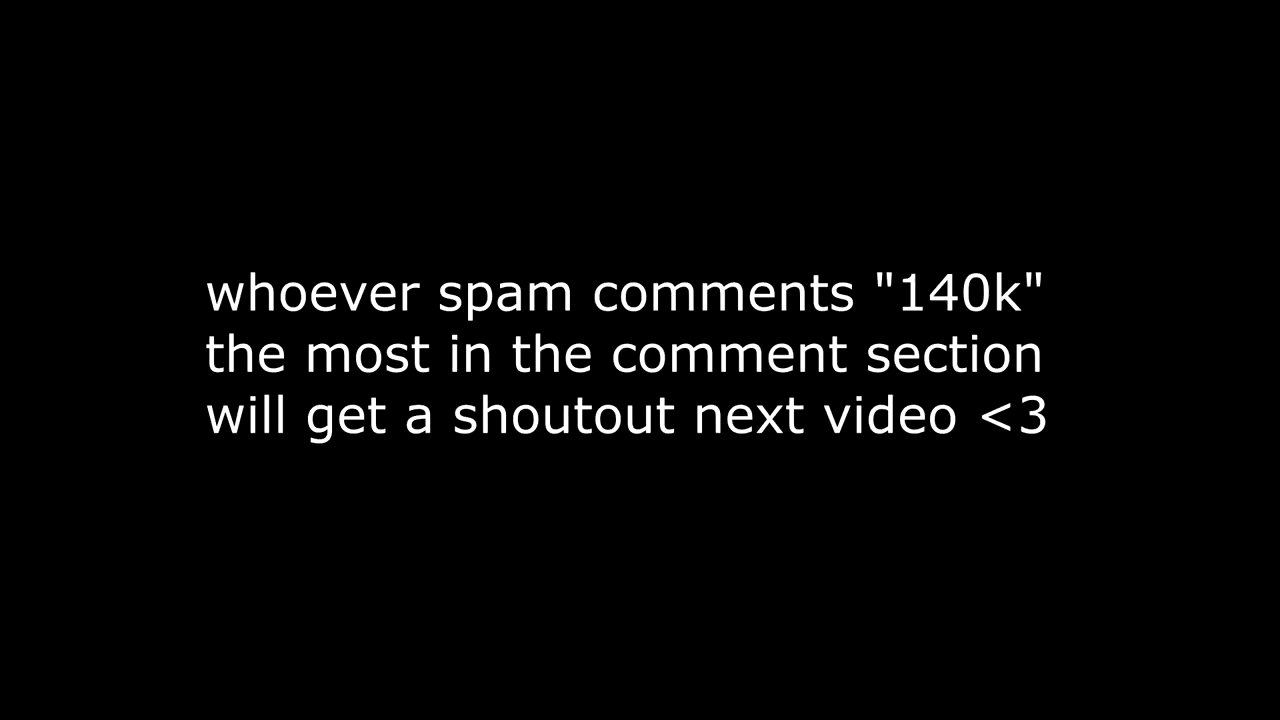 whoever spam comments "140k"
the most in the comment section
will get a shoutout next video <3